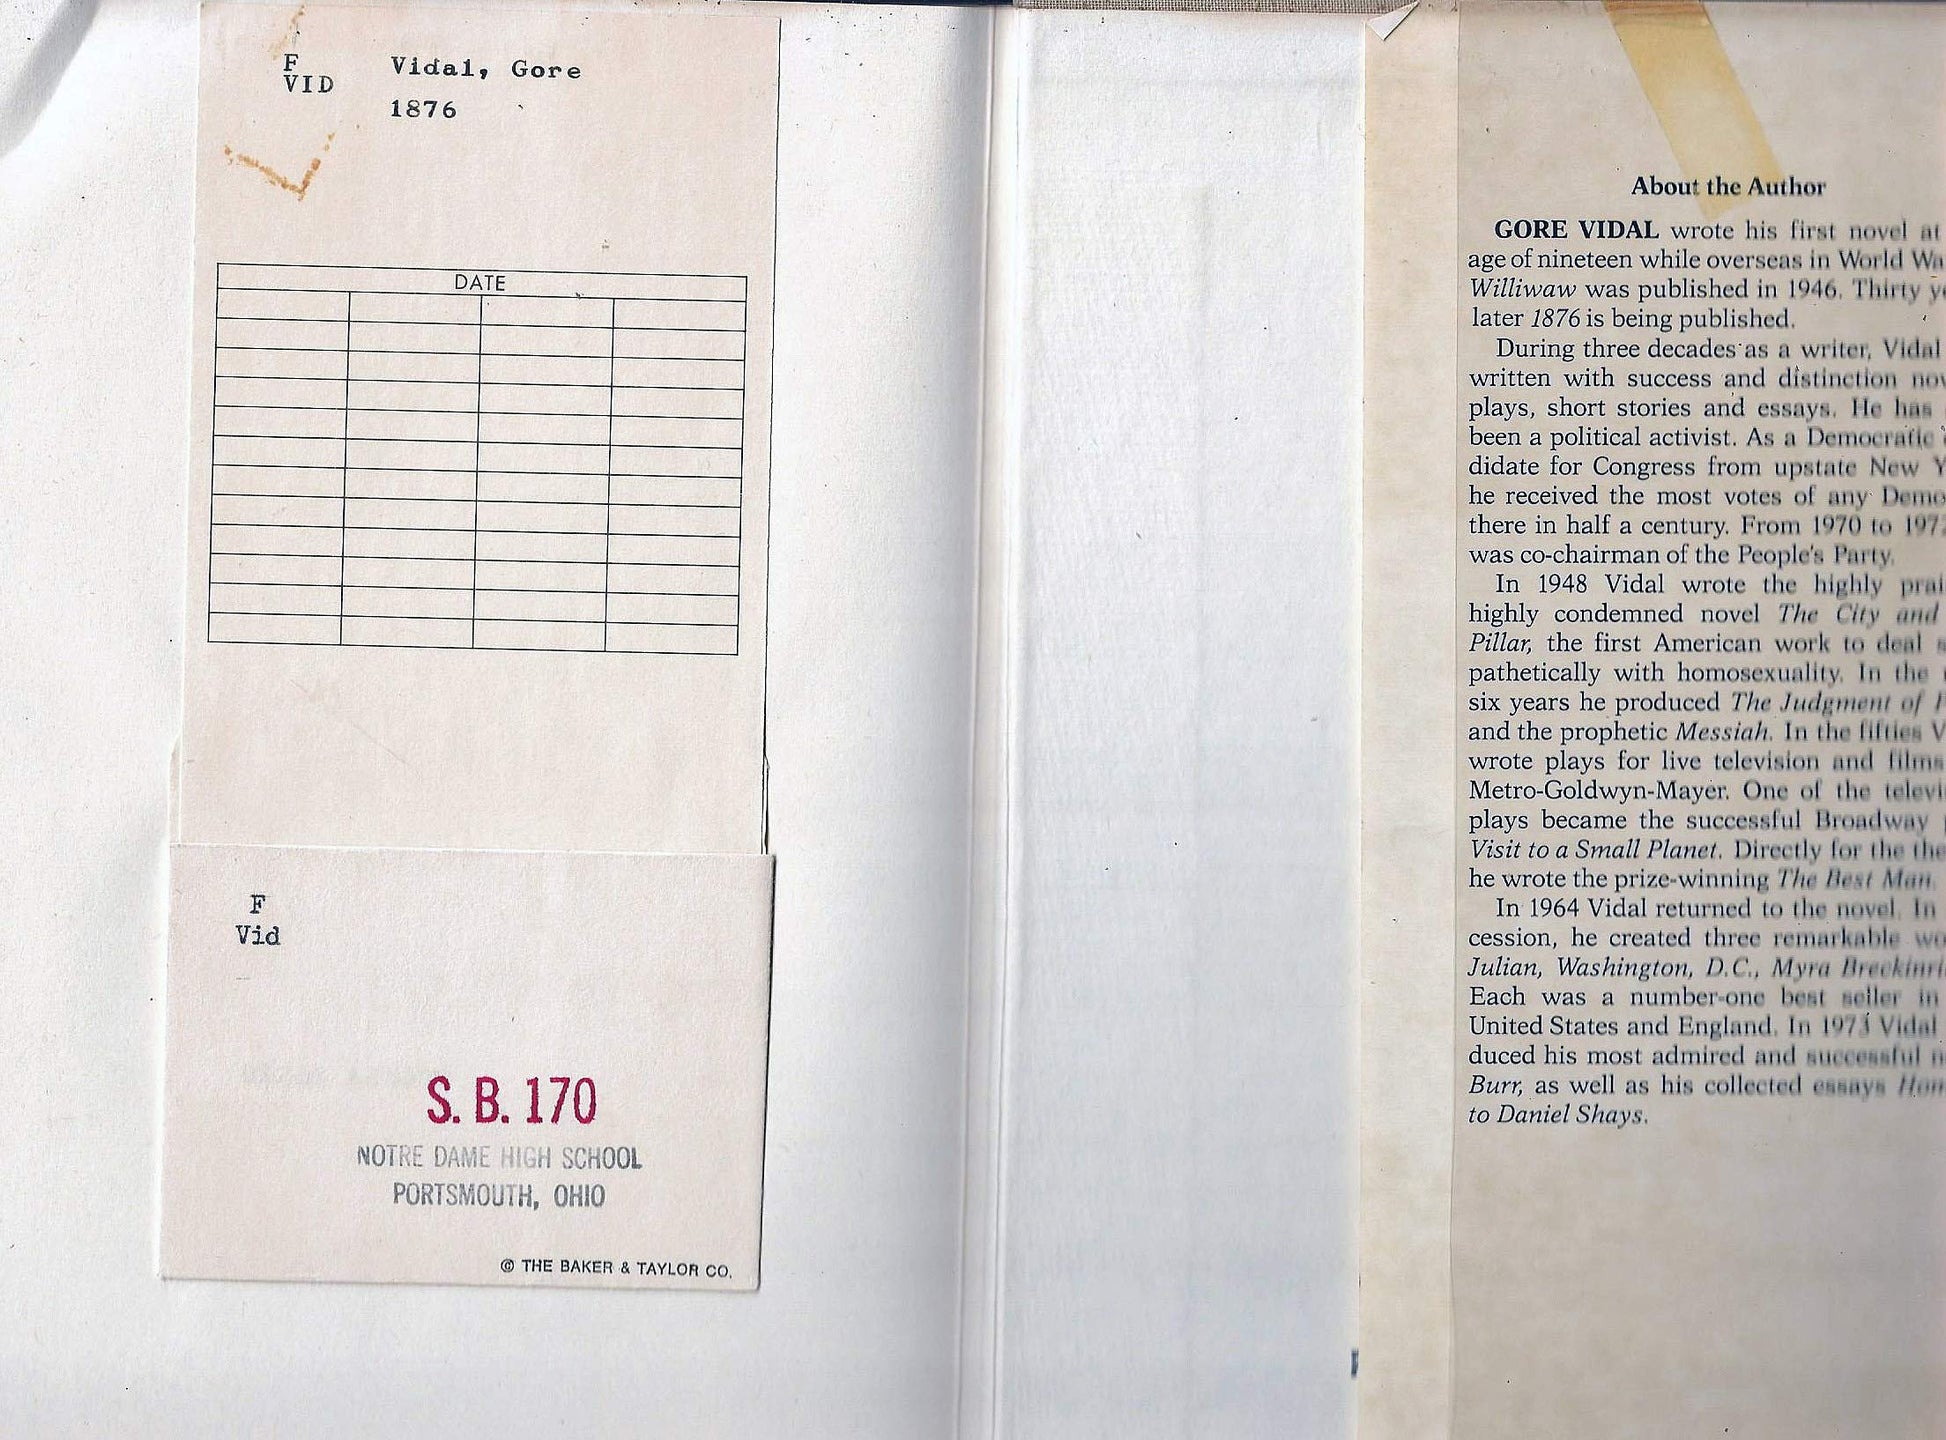 F
VID
Vidal, Gore
1876
DATE
F
Vid
S. B. 170
NOTRE DAME HIGH SCHOOL
PORTSMOUTH, OHIO
© THE BAKER & TAYLOR CO.
About the Author
GORE VIDAL wrote his first novel at
age of nineteen while overseas in World
Williwaw was published in 1946. Thirty
later 1876 is being published.
During three decades as a writer, Vidal
written with success and distinction
plays, short stories and essays. He has
been a political activist. As a Democratic
didate for Congress from upstate New
he received the most votes of any
there in half a century. From 1970 to
was co-chairman of the People's Party.
In 1948 Vidal wrote the highly
highly condemned novel The City and
Pillar, the first American work to deal
pathetically with homosexuality. In the
six years he produced The Judgment of
and the prophetic Messiah. In the fifties
wrote plays for live television and films
Metro-Goldwyn-Mayer. One of the
plays became the successful Broadway
Visit to a Small Planet. Directly for the
he wrote the prize-winning The Best Man.
In 1964 Vidal returned to the novel. In
cession, he created three remarkable
Julian, Washington, D.C., Myra
Each was a number-one best seller in
United States and England. In 1973 Vidal
duced his most admired and successful
Burr, as well as his collected essays
to Daniel Shays.